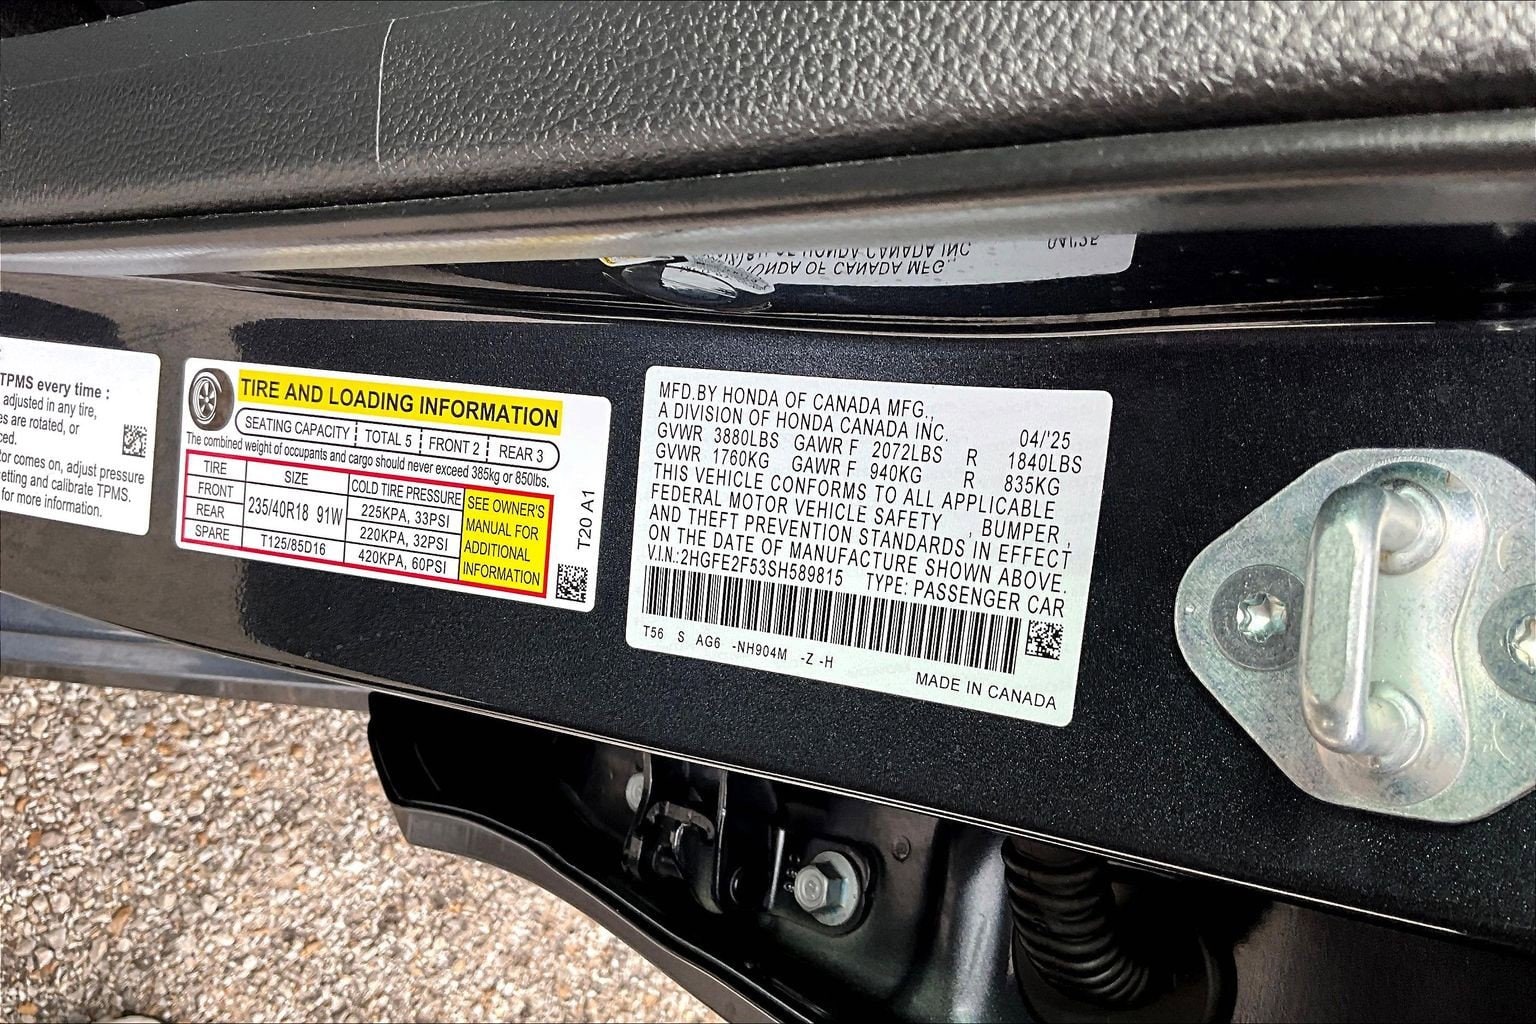 TPMS every time :
adjusted in any tire,
es are rotated, or
ced.
or comes on, adjust pressure
etting and calibrate TPMS.
for more information.
TIRE AND LOADING INFORMATION
SEATING CAPACITY TOTAL 5 FRONT 2 REAR 3
The combined weight of occupants and cargo should never exceed 385kg or 850lbs.
TIRE SIZE COLD TIRE PRESSURE
FRONT 235/40R18 91W 225KPA, 33PSI
REAR 220KPA, 32PSI
SPARE T125/85D16 420KPA, 60PSI
SEE OWNER'S
MANUAL FOR
ADDITIONAL
INFORMATION
T20 A1
MFD.BY HONDA OF CANADA MFG.,
A DIVISION OF HONDA CANADA INC. 04/'25
GVWR 3880LBS GAWR F 2072LBS R 1840LBS
GVWR 1760KG GAWR F 940KG R 835KG
THIS VEHICLE CONFORMS TO ALL APPLICABLE
FEDERAL MOTOR VEHICLE SAFETY , BUMPER ,
AND THEFT PREVENTION STANDARDS IN EFFECT
ON THE DATE OF MANUFACTURE SHOWN ABOVE.
V.I.N.:2HGFE2F53SH589815 TYPE: PASSENGER CAR
T56 S AG6 -NH904M -Z -H
MADE IN CANADA